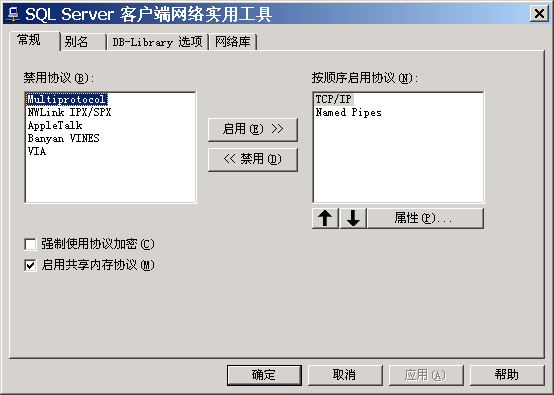 SQL Server 客户端网络实用工具
常规 别名 DB-Library 选项 网络库
禁用协议(B): 按顺序启用协议(N):
Multiprotocol TCP/IP
NWLink IPX/SPX Named Pipes
AppleTalk
启用(E) >>
Banyan VINES
VIA
<< 禁用(D)
属性(P)...
强制使用协议加密(C)
启用共享内存协议(M)
确定 取消 应用(A) 帮助